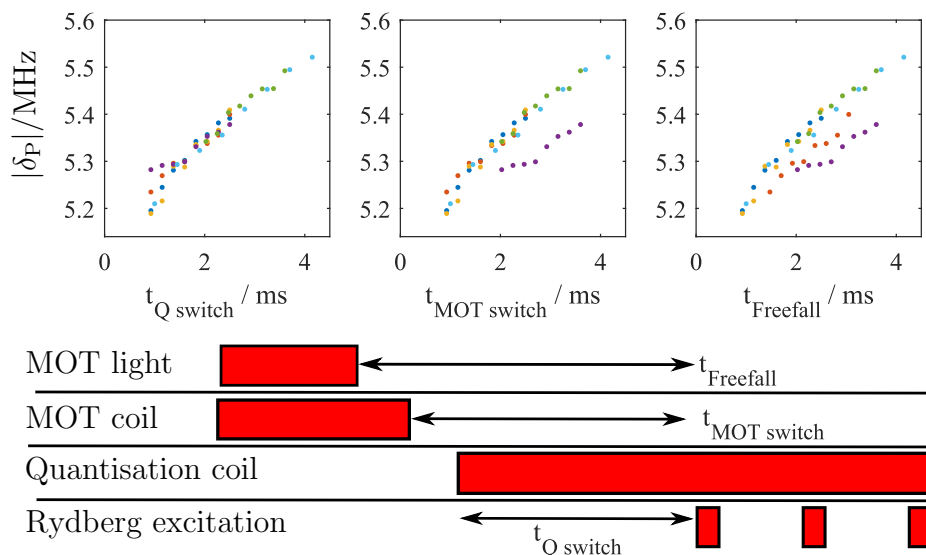 5.6 5.6 5.6
5.5 5.5 5.5
5.4 5.4 5.4
5.3 5.3 5.3
5.2 5.2 5.2
|δP|/MHz
0 2 4 0 2 4 0 2 4
tQ switch / ms tMOT switch / ms tFreefall / ms
MOT light
tFreefall
MOT coil
tMOT switch
Quantisation coil
Rydberg excitation
tQ switch